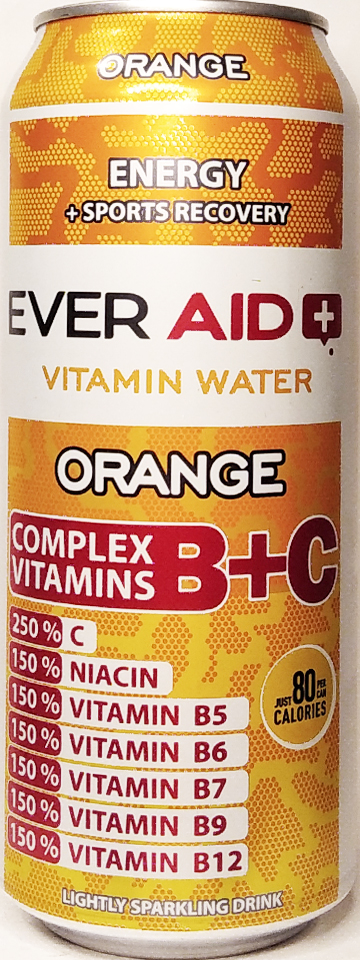 ORANGE
ENERGY
+SPORTS RECOVERY
EVER AID+
VITAMIN WATER
ORANGE
COMPLEX
VITAMINS
B+C
250 % C
150 % NIACIN
150 % VITAMIN B5
150 % VITAMIN B6
150 % VITAMIN B7
150 % VITAMIN B9
150 % VITAMIN B12
JUST 80 PER CAN
CALORIES
LIGHTLY SPARKLING DRINK